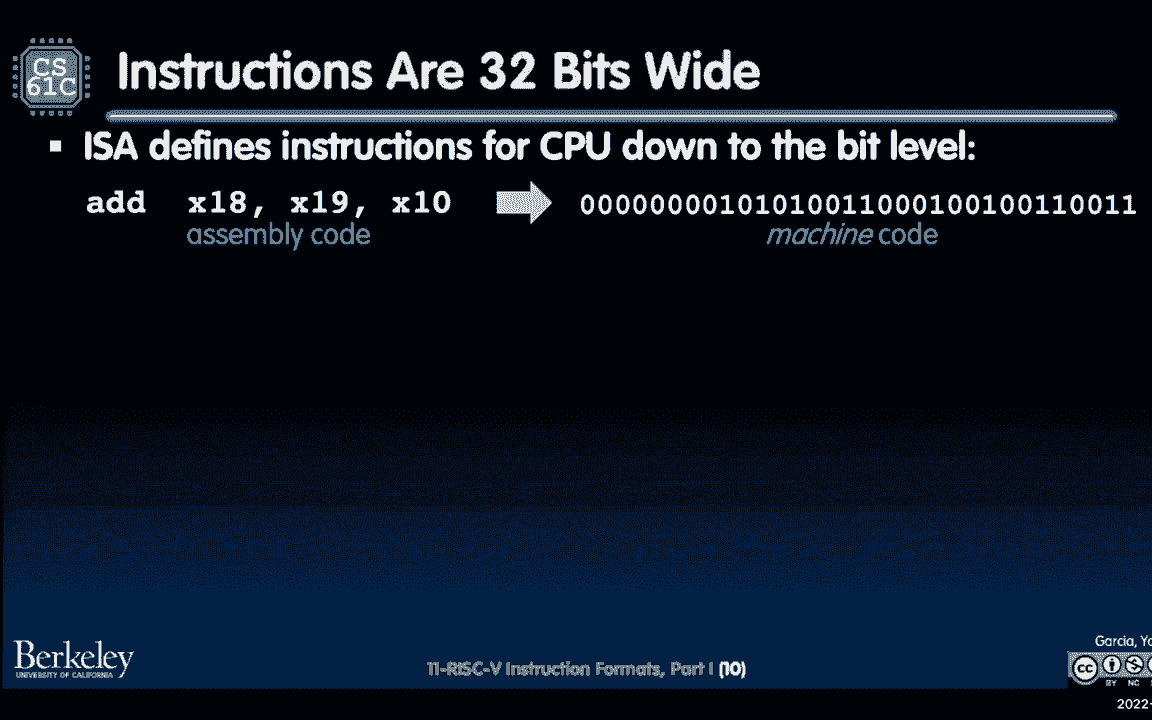 CS
61C
Instructions Are 32 Bits Wide
▪ ISA defines instructions for CPU down to the bit level:
add x18, x19, x10 00000000101010011000100100110011
assembly code machine code
Berkeley
UNIVERSITY OF CALIFORNIA
11-RISC-V Instruction Formats, Part I (10)
Garcia,
cc
BY NC
2022-